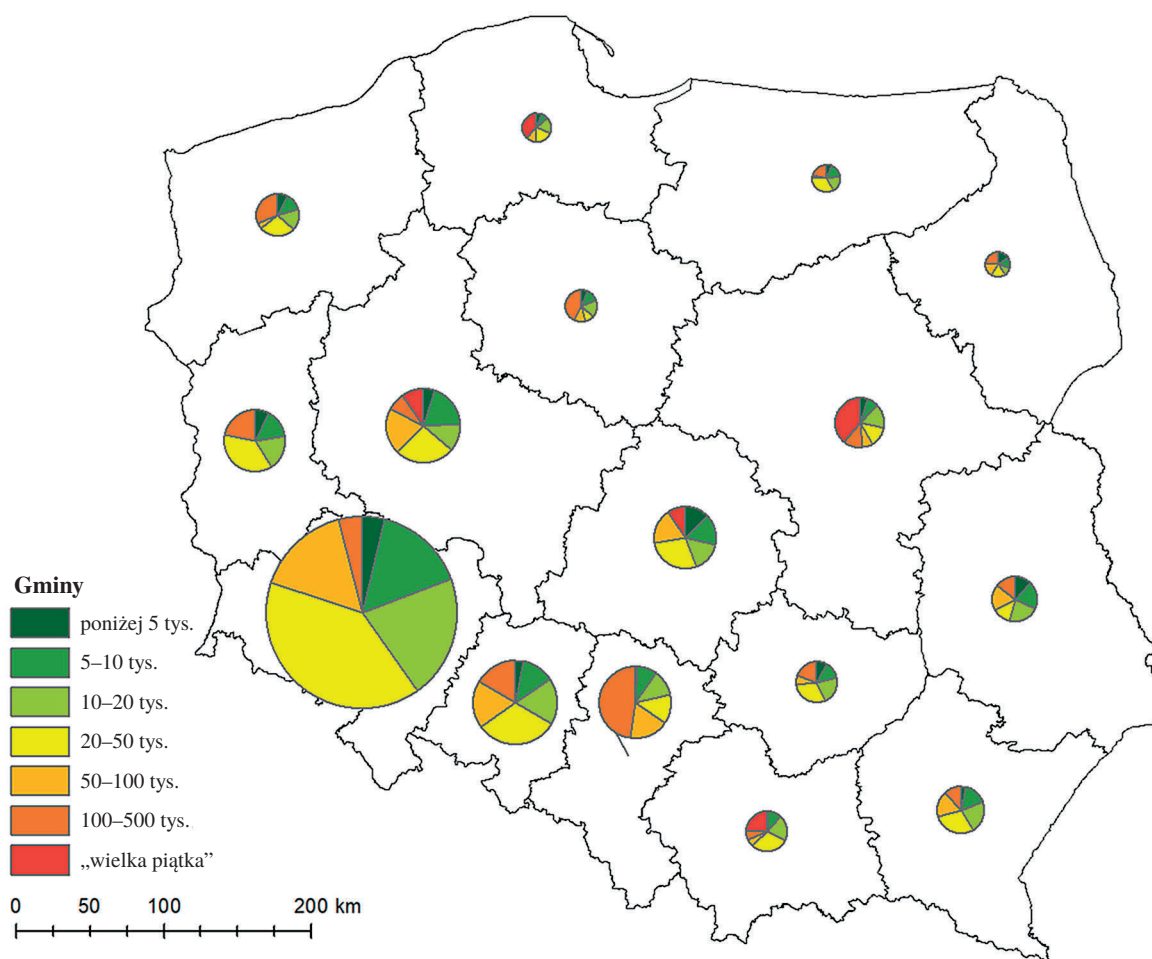 Gminy
poniżej 5 tys.
5–10 tys.
10–20 tys.
20–50 tys.
50–100 tys.
100–500 tys.
„wielka piątka”
0 50 100 200 km